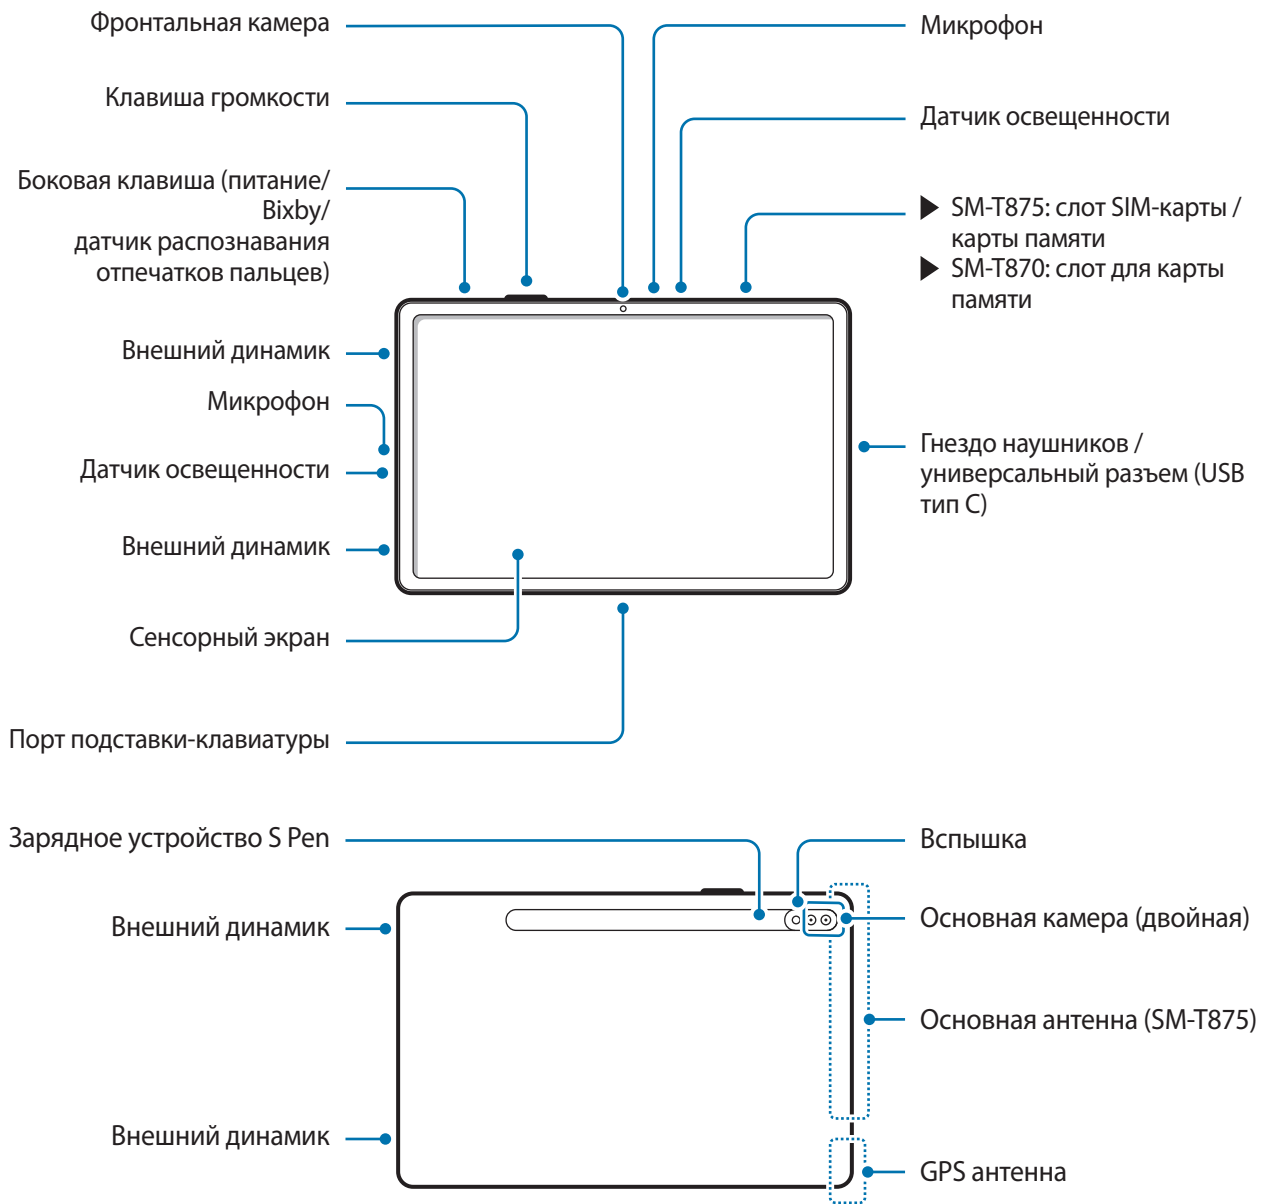 Фронтальная камера
Клавиша громкости
Боковая клавиша (питание/
Bixby/
датчик распознавания
отпечатков пальцев)
Внешний динамик
Микрофон
Датчик освещенности
Внешний динамик
Сенсорный экран
Порт подставки-клавиатуры
Микрофон
Датчик освещенности
▶ SM-T875: слот SIM-карты /
карты памяти
▶ SM-T870: слот для карты
памяти
Гнездо наушников /
универсальный разъем (USB
тип C)
Зарядное устройство S Pen
Внешний динамик
Внешний динамик
Вспышка
Основная камера (двойная)
Основная антенна (SM-T875)
GPS антенна